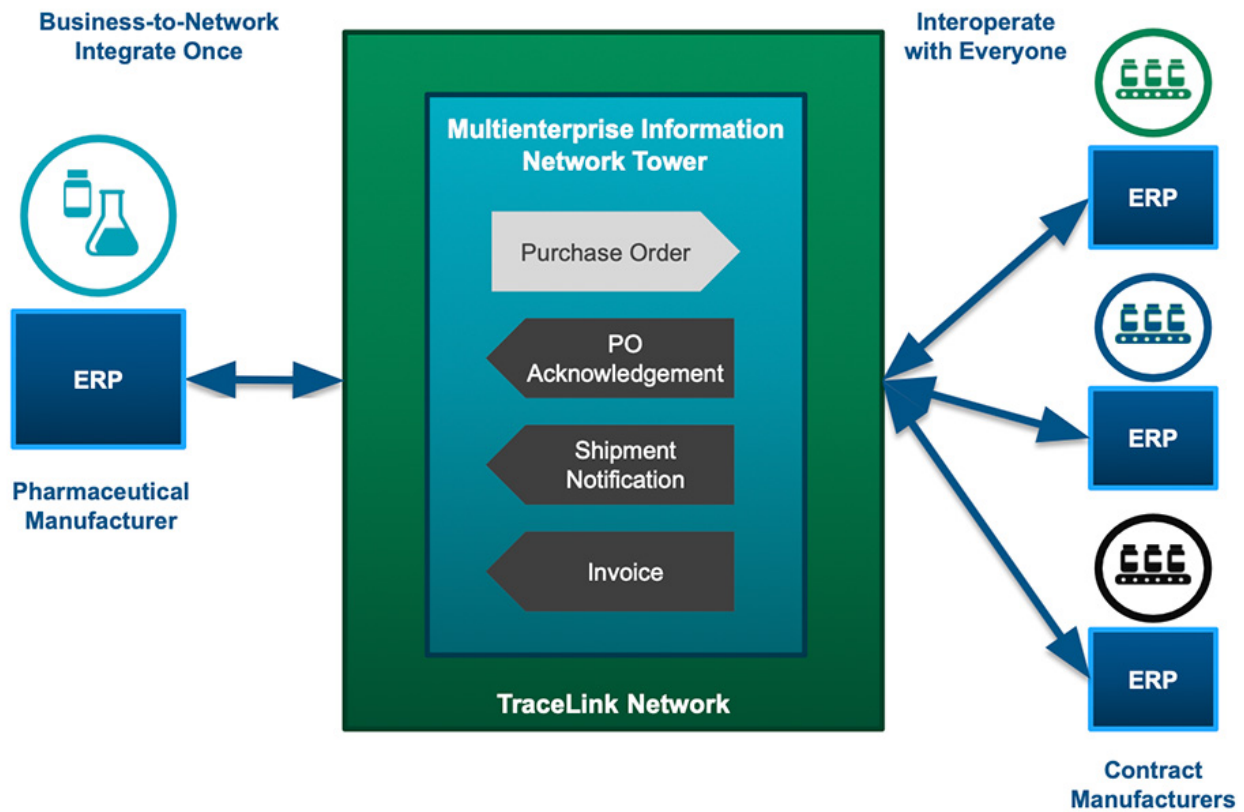 Business-to-Network
Integrate Once
Interoperate
with Everyone
Multienterprise Information
Network Tower
Purchase Order
PO
Acknowledgement
Shipment
Notification
Invoice
TraceLink Network
ERP
Pharmaceutical
Manufacturer
ERP
ERP
ERP
Contract
Manufacturers